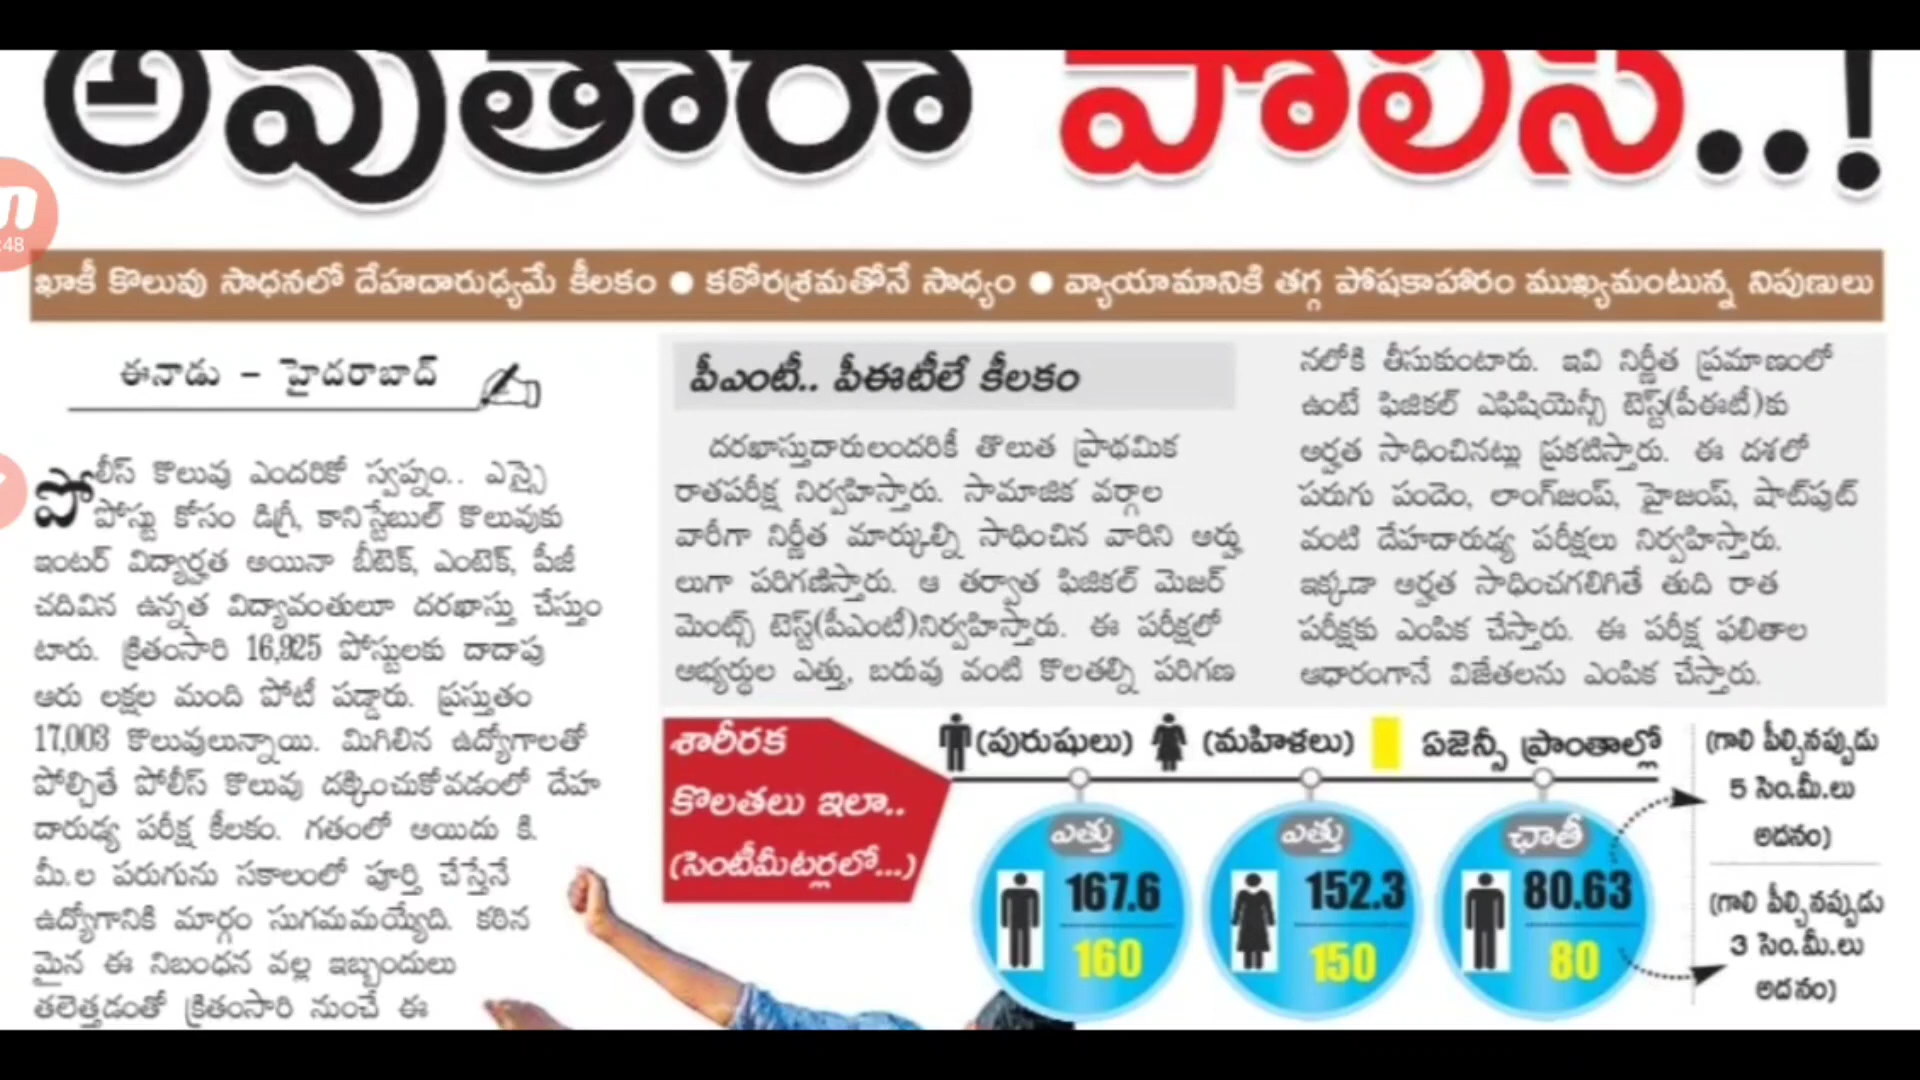 అవుతారా పోలీస్..!
:48
ఖాకీ కొలువు సాధనలో దేహదారుఢ్యమే కీలకం ● కఠోరశ్రమతోనే సాధ్యం ● వ్యాయామానికి తగ్గ పోషకాహారం ముఖ్యమంటున్న నిపుణులు
ఈనాడు - హైదరాబాద్
పోలీస్ కొలువు ఎందరికో స్వప్నం.. ఎస్సై
పోస్టు కోసం డిగ్రీ, కానిస్టేబుల్ కొలువుకు
ఇంటర్ విద్యార్హత అయినా బీటెక్, ఎంటెక్, పీజీ
చదివిన ఉన్నత విద్యావంతులూ దరఖాస్తు చేస్తుం
టారు. క్రితంసారి 16,925 పోస్టులకు దాదాపు
ఆరు లక్షల మంది పోటీ పడ్డారు. ప్రస్తుతం
17,003 కొలువులున్నాయి. మిగిలిన ఉద్యోగాలతో
పోల్చితే పోలీస్ కొలువు దక్కించుకోవడంలో దేహ
దారుఢ్య పరీక్ష కీలకం. గతంలో అయిదు కి.
మీ.ల పరుగును సకాలంలో పూర్తి చేస్తేనే
ఉద్యోగానికి మార్గం సుగమమయ్యేది. కఠిన
మైన ఈ నిబంధన వల్ల ఇబ్బందులు
తలెత్తడంతో క్రితంసారి నుంచే ఈ
పీఎంటీ.. పీఈటీలే కీలకం
దరఖాస్తుదారులందరికీ తొలుత ప్రాథమిక
రాతపరీక్ష నిర్వహిస్తారు. సామాజిక వర్గాల
వారీగా నిర్ణీత మార్కుల్ని సాధించిన వారిని అర్హు
లుగా పరిగణిస్తారు. ఆ తర్వాత ఫిజికల్ మెజర్
మెంట్స్ టెస్ట్(పీఎంటీ)నిర్వహిస్తారు. ఈ పరీక్షలో
అభ్యర్థుల ఎత్తు, బరువు వంటి కొలతల్ని పరిగణ
నలోకి తీసుకుంటారు. ఇవి నిర్ణీత ప్రమాణంలో
ఉంటే ఫిజికల్ ఎఫిషియెన్సీ టెస్ట్(పీఈటీ)కు
అర్హత సాధించినట్లు ప్రకటిస్తారు. ఈ దశలో
పరుగు పందెం, లాంగ్‌జంప్, హైజంప్, షాట్‌పుట్
వంటి దేహదారుఢ్య పరీక్షలు నిర్వహిస్తారు.
ఇక్కడా అర్హత సాధించగలిగితే తుది రాత
పరీక్షకు ఎంపిక చేస్తారు. ఈ పరీక్ష ఫలితాల
ఆధారంగానే విజేతలను ఎంపిక చేస్తారు.
శారీరక
కొలతలు ఇలా..
(సెంటీమీటర్లలో...)
(పురుషులు) (మహిళలు) ఏజెన్సీ ప్రాంతాల్లో
ఎత్తు
167.6
160
ఎత్తు
152.3
150
ఛాతీ
80.63
80
(గాలి పీల్చినప్పుడు
5 సెం.మీ.లు
అదనం)
(గాలి పీల్చినప్పుడు
3 సెం.మీ.లు
అదనం)